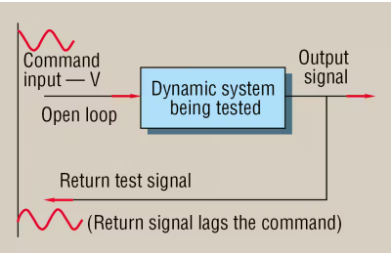 Command
input — V
Open loop
Dynamic system
being tested
Output
signal
Return test signal
(Return signal lags the command)